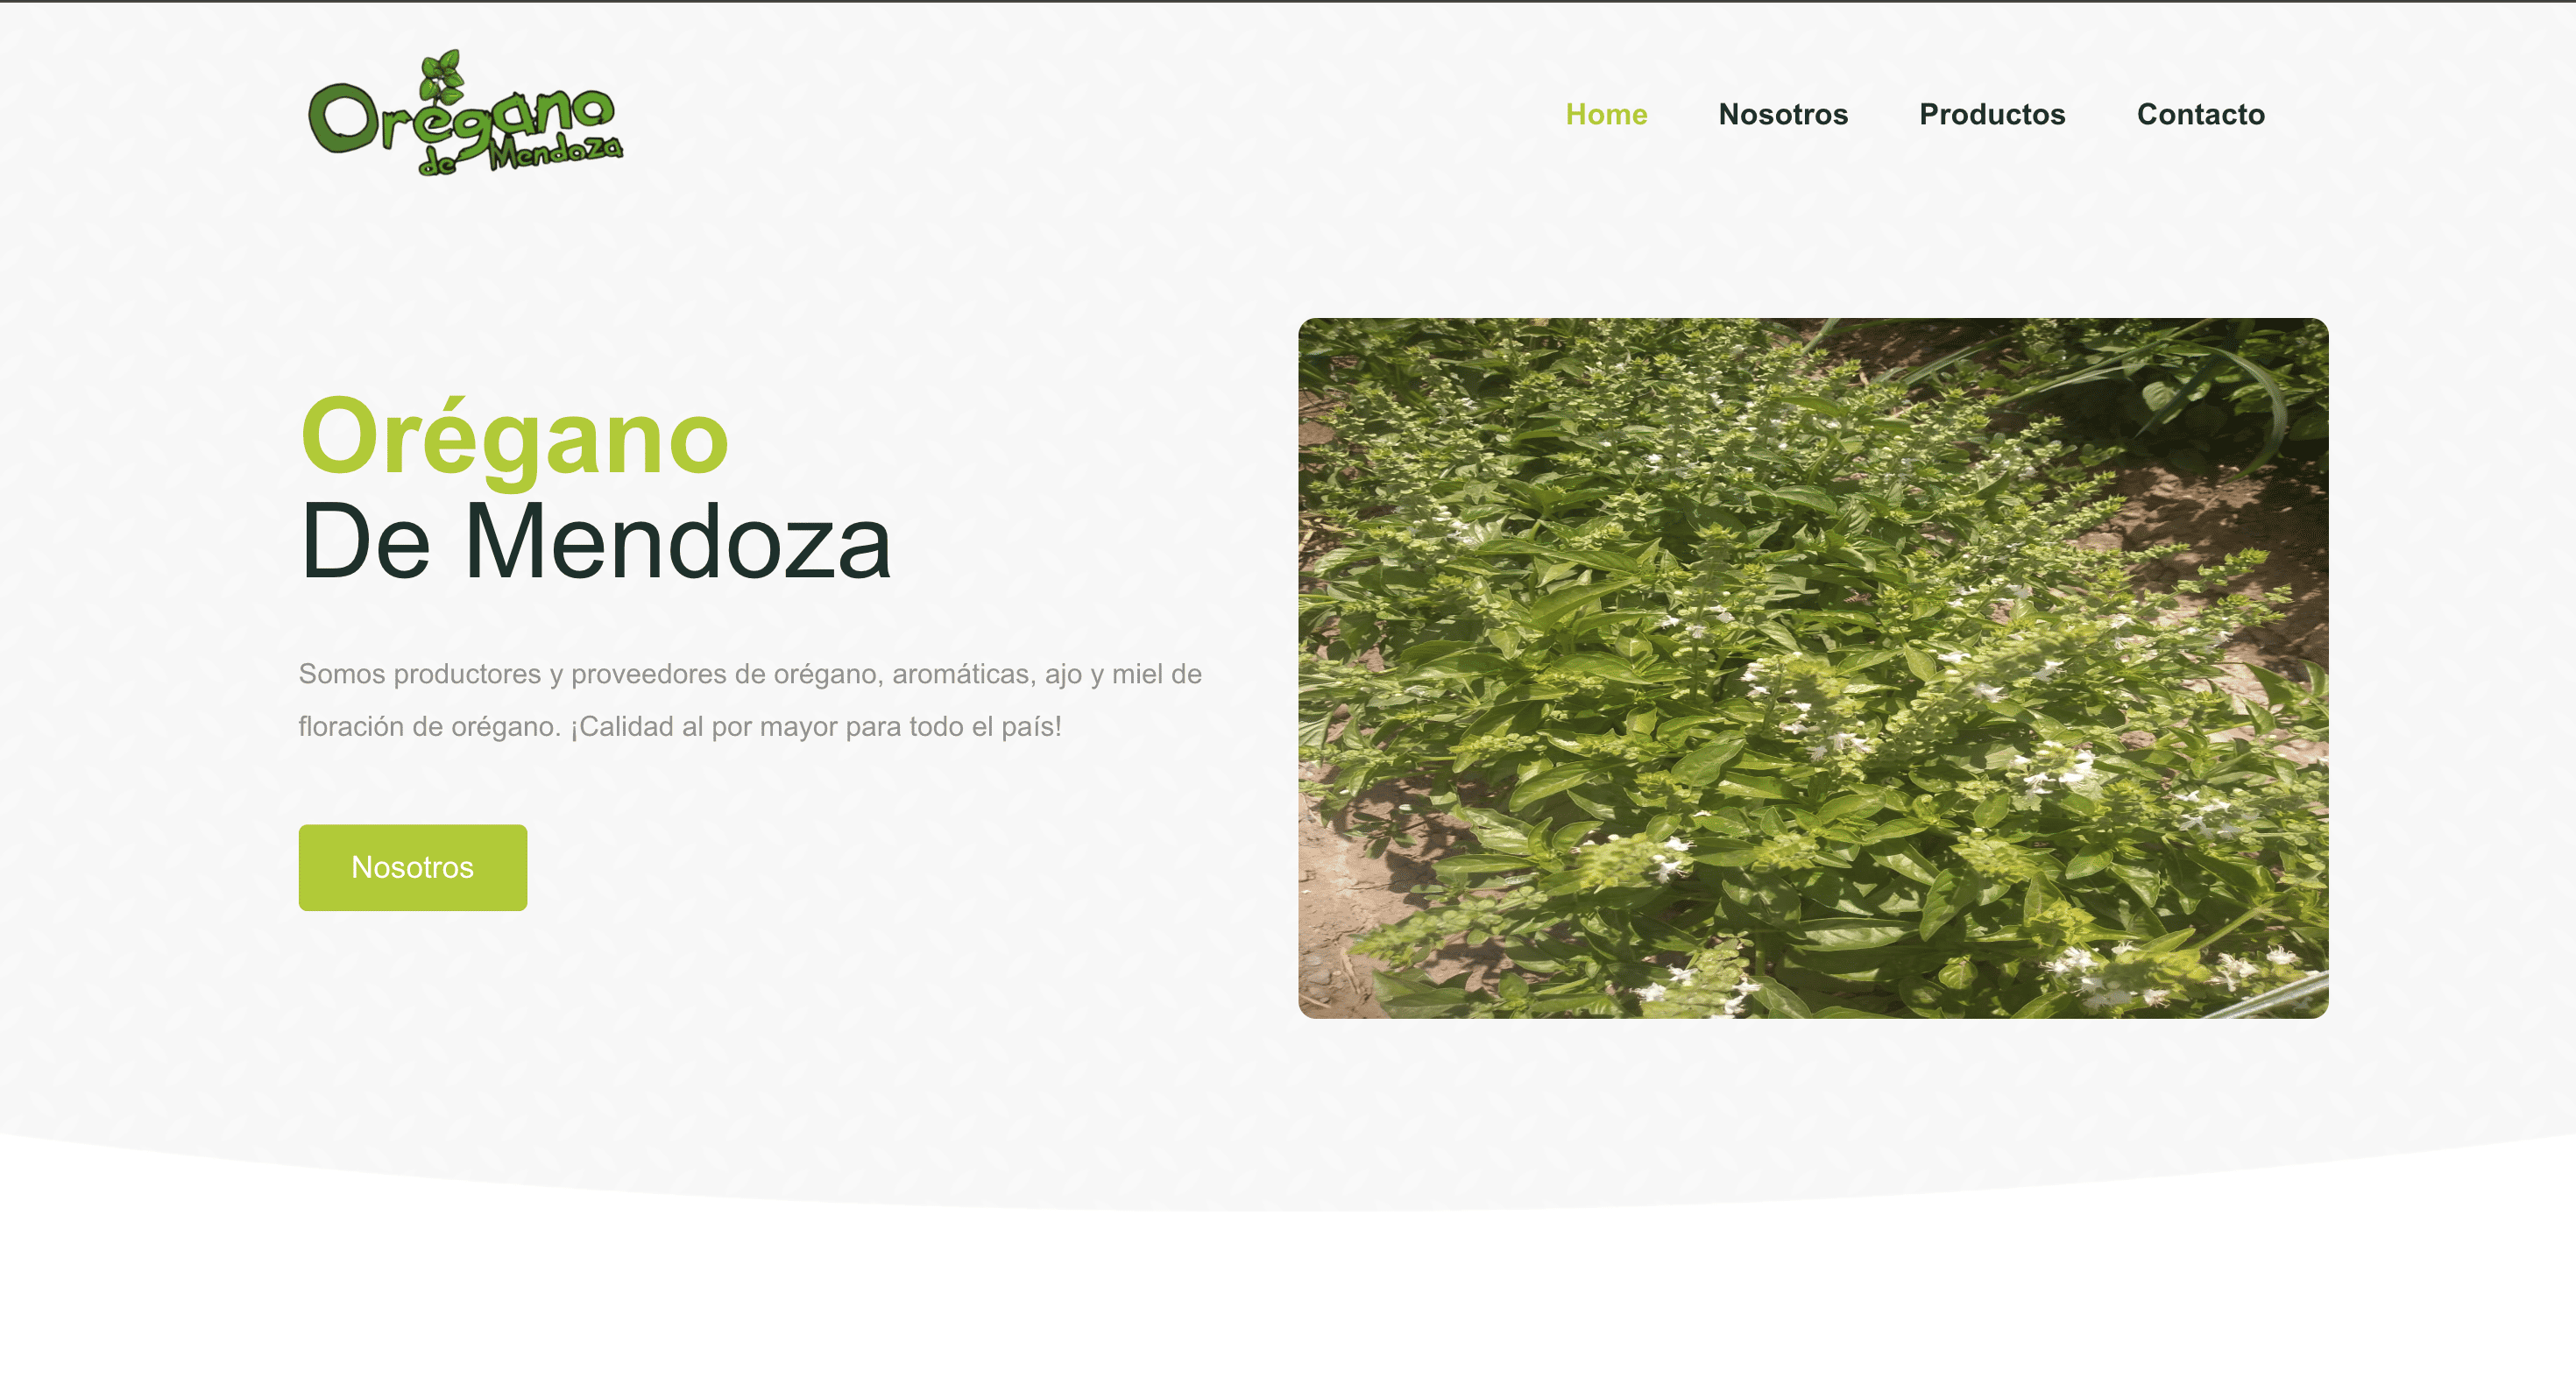 Orégano
de Mendoza
Home Nosotros Productos Contacto
Orégano
De Mendoza
Somos productores y proveedores de orégano, aromáticas, ajo y miel de
floración de orégano. ¡Calidad al por mayor para todo el país!
Nosotros